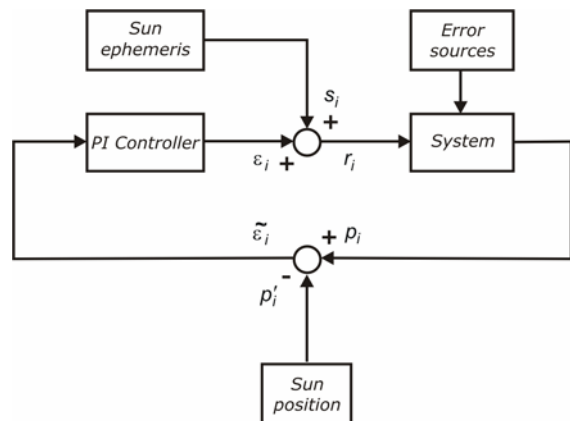 Sun
ephemeris
Error
sources
s_i
+
PI Controller
ε_i +
r_i
System
ε̃_i
+ p_i
-
p′_i
Sun
position